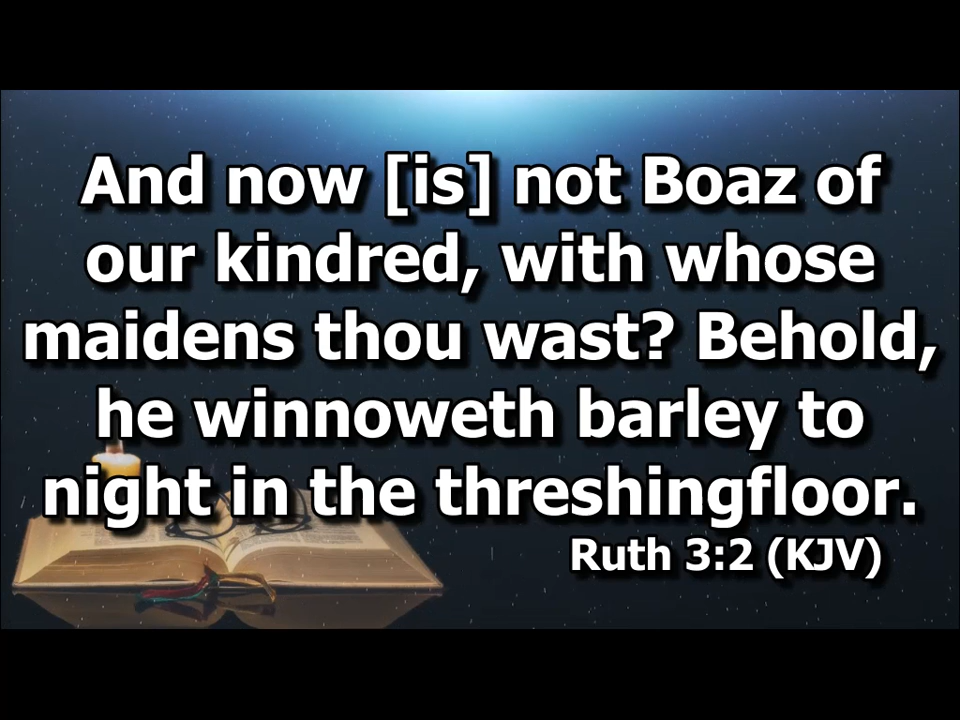 And now [is] not Boaz of
our kindred, with whose
maidens thou wast? Behold,
he winnoweth barley to
night in the threshingfloor.
Ruth 3:2 (KJV)